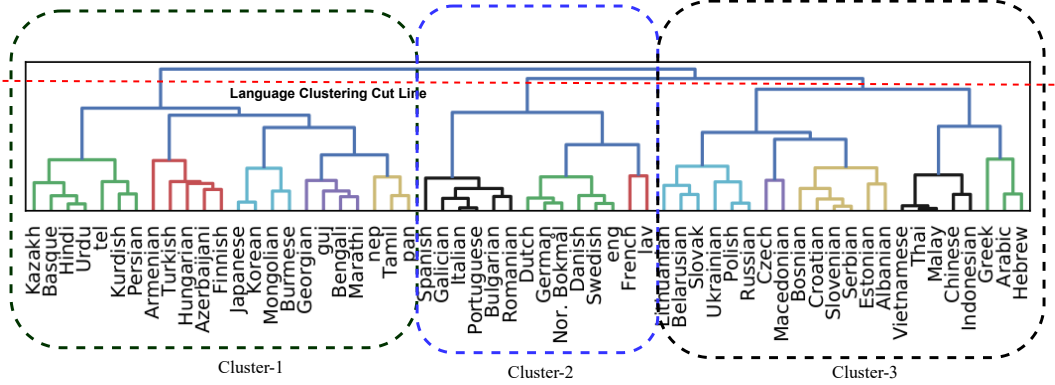 Language Clustering Cut Line
Kazakh
Basque
Hindi
Urdu
tel
Kurdish
Persian
Armenian
Turkish
Hungarian
Azerbaijani
Finnish
Japanese
Korean
Mongolian
Burmese
Georgian
guj
Bengali
Marathi
nep
Tamil
pan
Spanish
Galician
Italian
Portuguese
Bulgarian
Romanian
Dutch
German
Nor. Bokmål
Danish
Swedish
eng
French
lav
Lithuanian
Belarusian
Slovak
Ukrainian
Polish
Russian
Czech
Macedonian
Bosnian
Croatian
Slovenian
Serbian
Estonian
Albanian
Vietnamese
Thai
Malay
Chinese
Indonesian
Greek
Arabic
Hebrew
Cluster-1
Cluster-2
Cluster-3